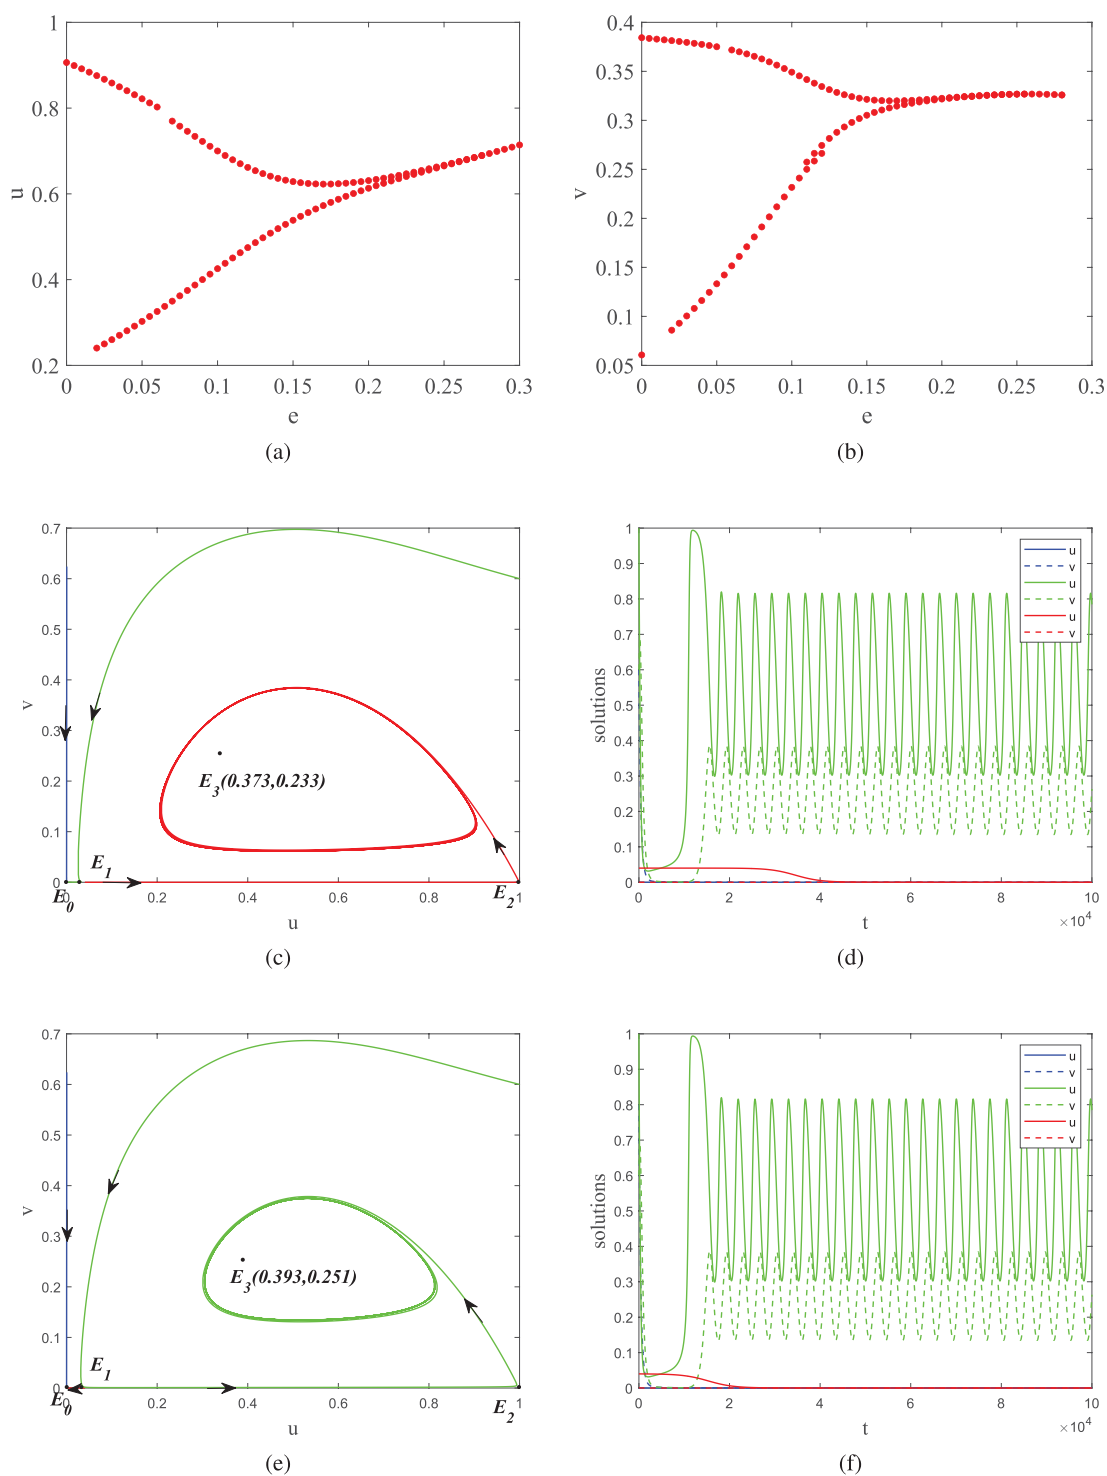 1
0.8
0.6
0.4
0.2
u
0 0.05 0.1 0.15 0.2 0.25 0.3
e
(a)
0.4
0.35
0.3
0.25
0.2
0.15
0.1
0.05
v
0 0.05 0.1 0.15 0.2 0.25 0.3
e
(b)
0.7
0.6
0.5
0.4
0.3
0.2
0.1
0
v
E3(0.373,0.233)
E1
E0
E2
0.2 0.4 0.6 0.8 1
u
(c)
1
0.9
0.8
0.7
0.6
0.5
0.4
0.3
0.2
0.1
0
solutions
u
v
u
v
u
v
0 2 4 6 8 10
×10^4
t
(d)
0.7
0.6
0.5
0.4
0.3
0.2
0.1
0
v
E3(0.393,0.251)
E1
E0
E2
0.2 0.4 0.6 0.8 1
u
(e)
1
0.9
0.8
0.7
0.6
0.5
0.4
0.3
0.2
0.1
0
solutions
u
v
u
v
u
v
0 2 4 6 8 10
×10^4
t
(f)